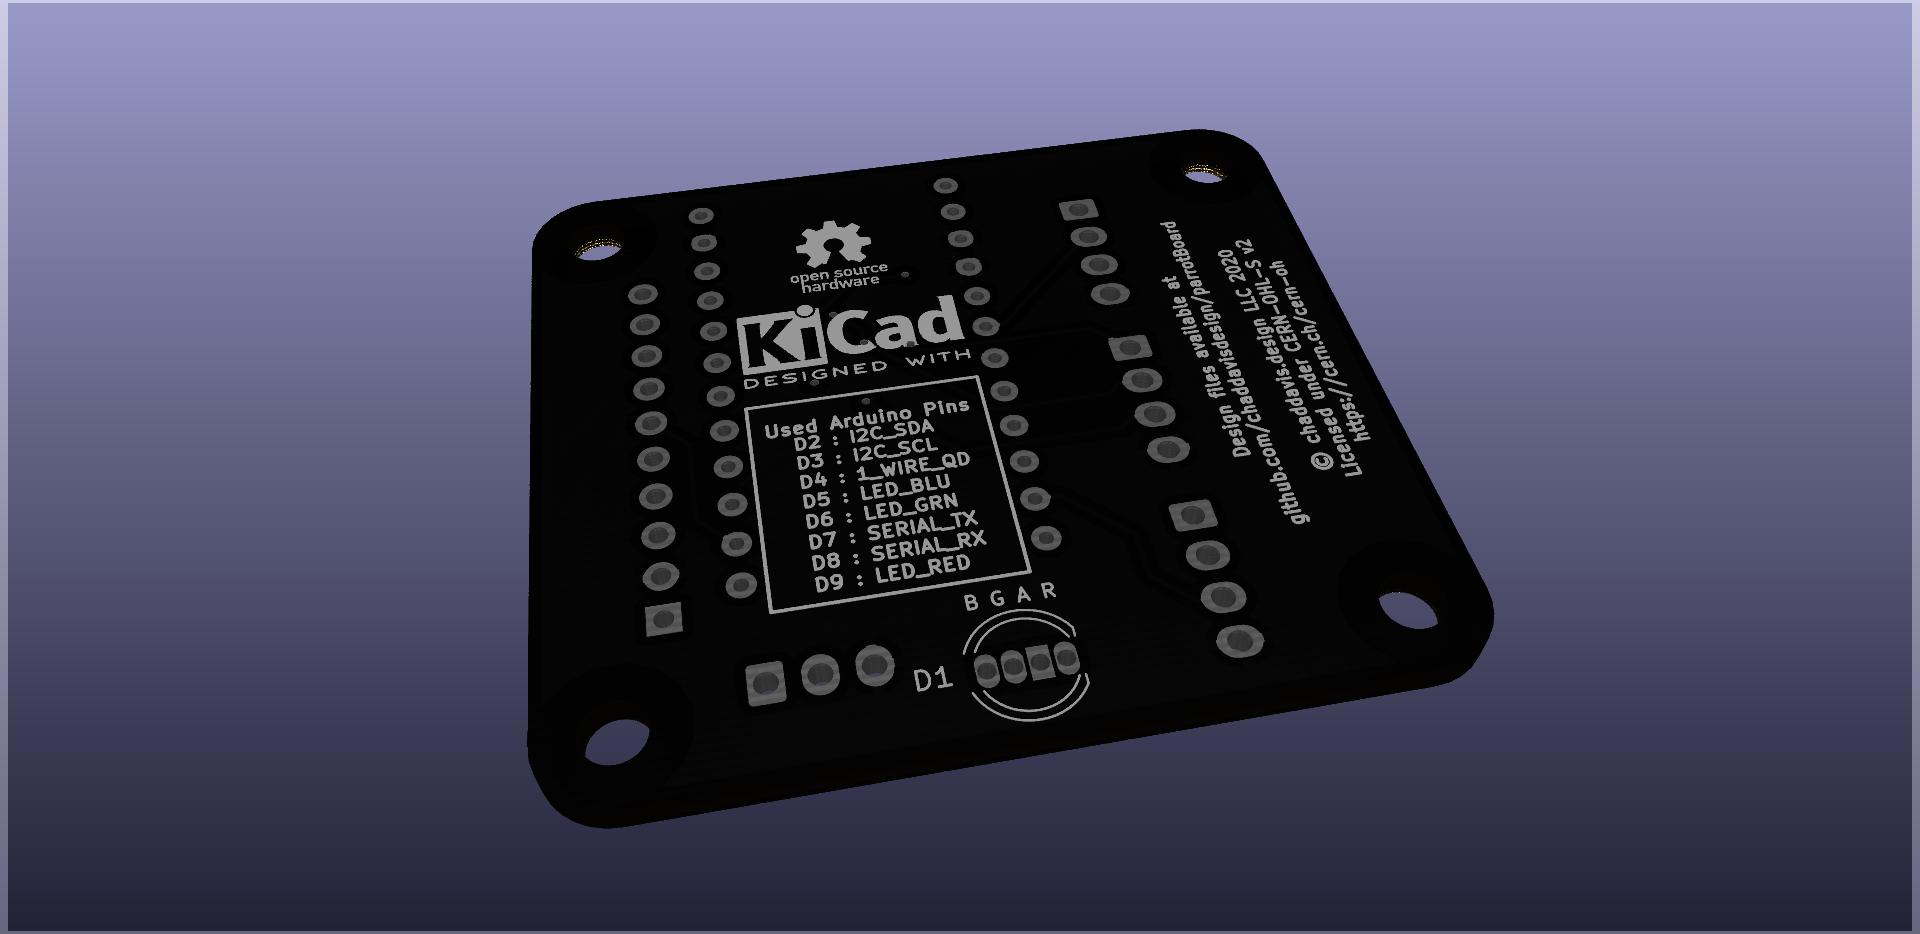 open source
hardware
KiCad
DESIGNED WITH
Used Arduino Pins
D2 : I2C_SDA
D3 : I2C_SCL
D4 : 1_WIRE_QD
D5 : LED_BLU
D6 : LED_GRN
D7 : SERIAL_TX
D8 : SERIAL_RX
D9 : LED_RED
B G A R
D1
Design files available at
github.com/chaddavisdesign/parrotBoard
© chaddavis.design LLC 2020
Licensed under CERN-OHL-S v2
https://cern.ch/cern-oh